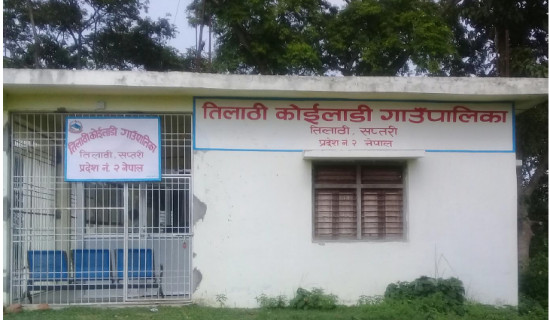 तिलाठी कोईलाडी गाउँपालिका
तिलाठी, सप्तरी
प्रदेश नं. २ नेपाल
तिलाठी कोईलाडी गाउँपालिका
तिलाठी, सप्तरी
प्रदेश नं. २ नेपाल